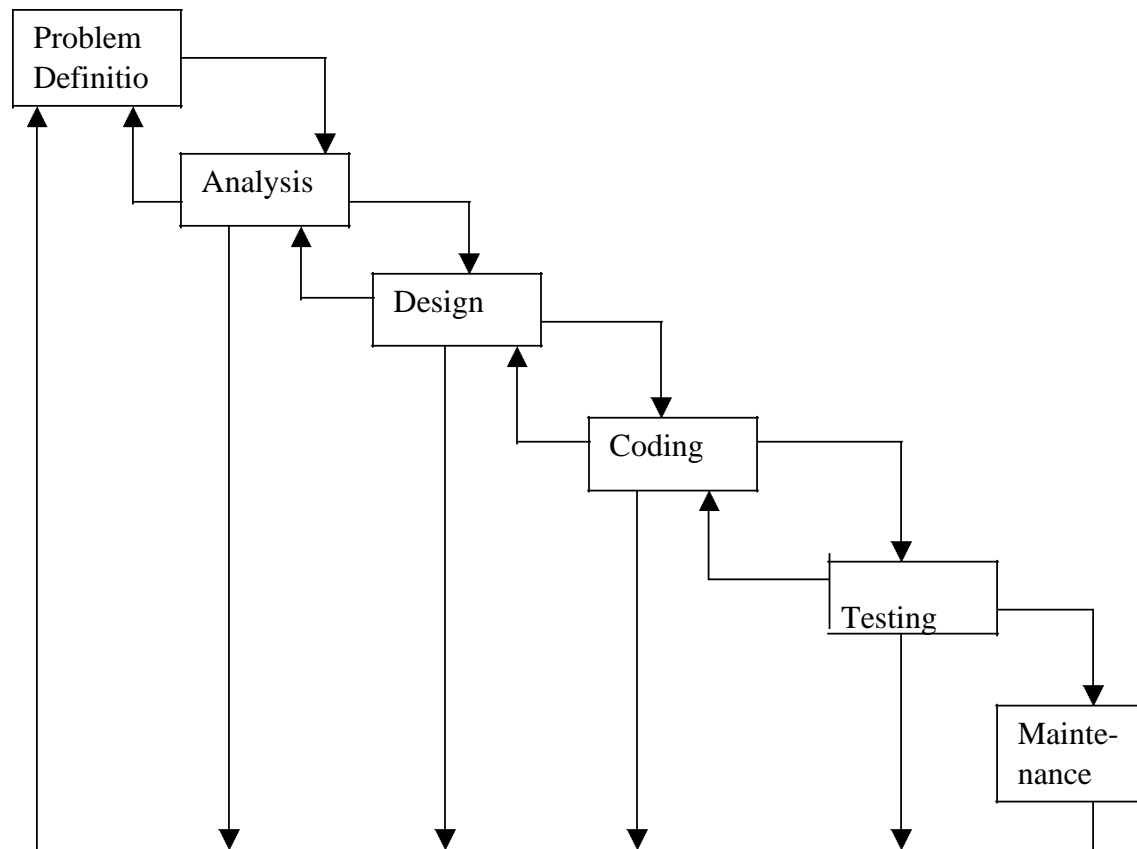 Problem
Definitio
Analysis
Design
Coding
Testing
Mainte-
nance